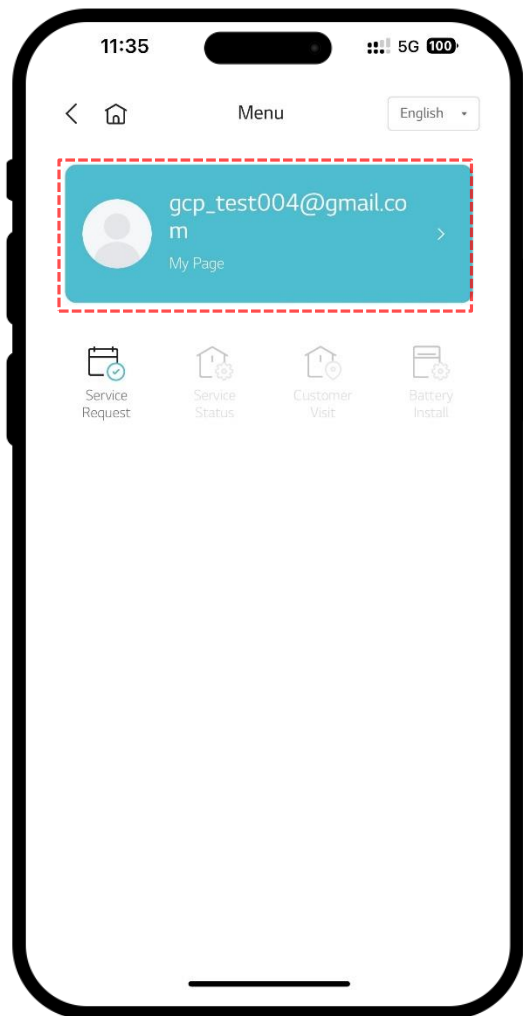 11:35
5G 100
Menu
English
gcp_test004@gmail.co
m
My Page
Service
Request
Service
Status
Customer
Visit
Battery
Install